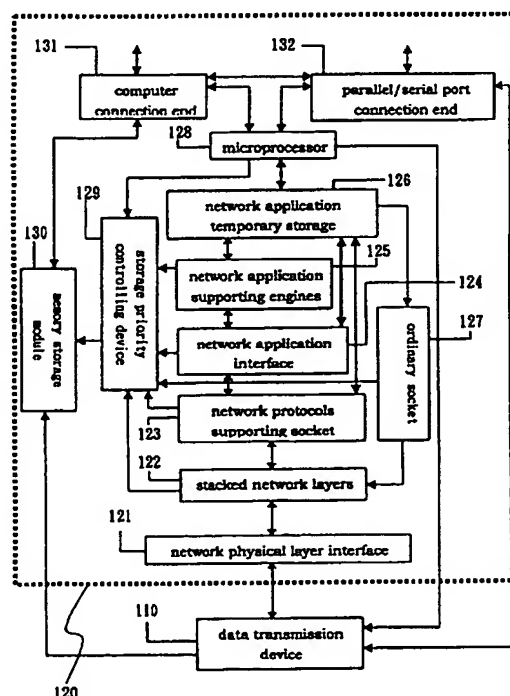 131
132
computer
connection end
parallel/serial port
connection end
128
microprocessor
126
129
network application
temporary storage
130
125
storage priority
controlling device
network application
supporting engines
124
memory storage
module
network application
interface
127
ordinary socket
network protocols
supporting socket
123
122
stacked network layers
121
network physical layer interface
110
data transmission
device
120